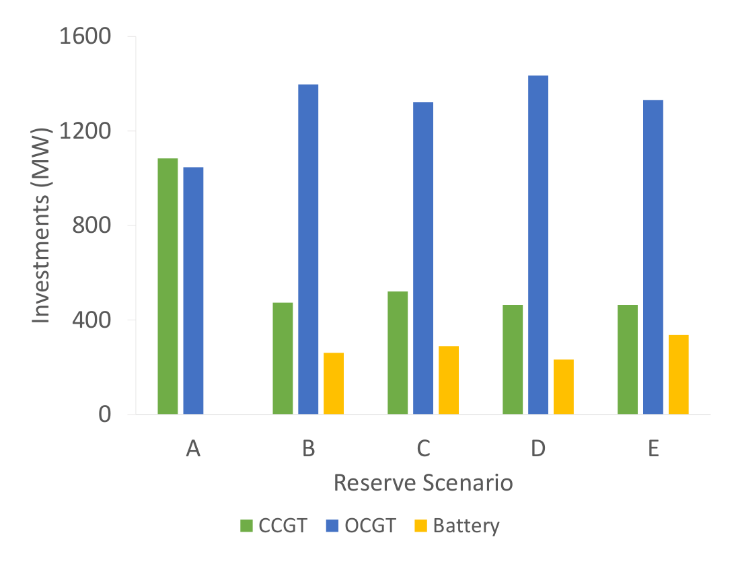 1600
1200
800
400
0
Investments (MW)
A B C D E
Reserve Scenario
CCGT OCGT Battery